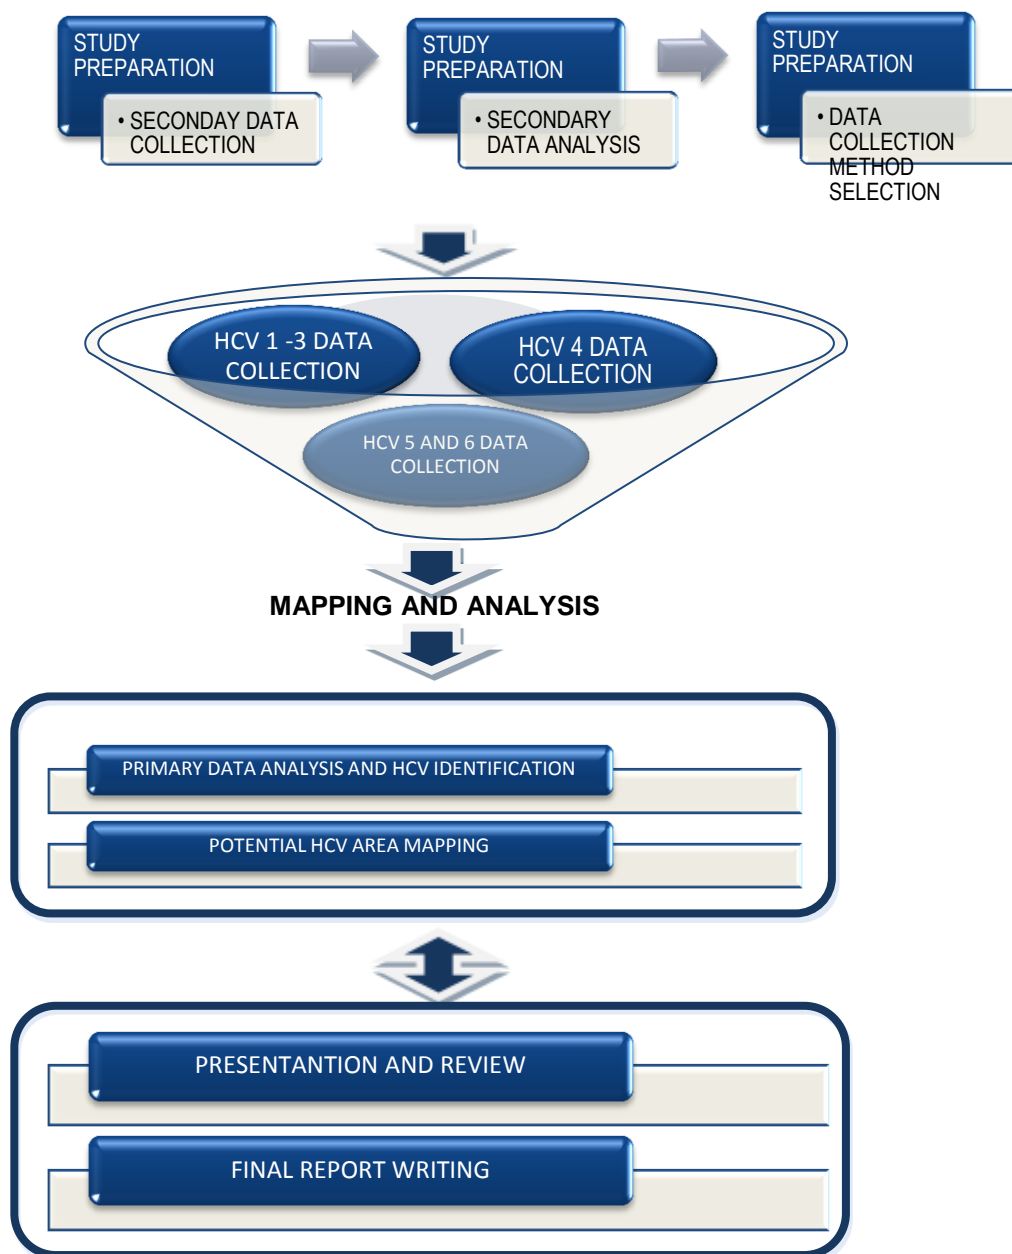 STUDY
PREPARATION
• SECONDAY DATA
COLLECTION
STUDY
PREPARATION
• SECONDARY
DATA ANALYSIS
STUDY
PREPARATION
• DATA
COLLECTION
METHOD
SELECTION
HCV 1 -3 DATA
COLLECTION
HCV 4 DATA
COLLECTION
HCV 5 AND 6 DATA
COLLECTION
MAPPING AND ANALYSIS
PRIMARY DATA ANALYSIS AND HCV IDENTIFICATION
POTENTIAL HCV AREA MAPPING
PRESENTANTION AND REVIEW
FINAL REPORT WRITING